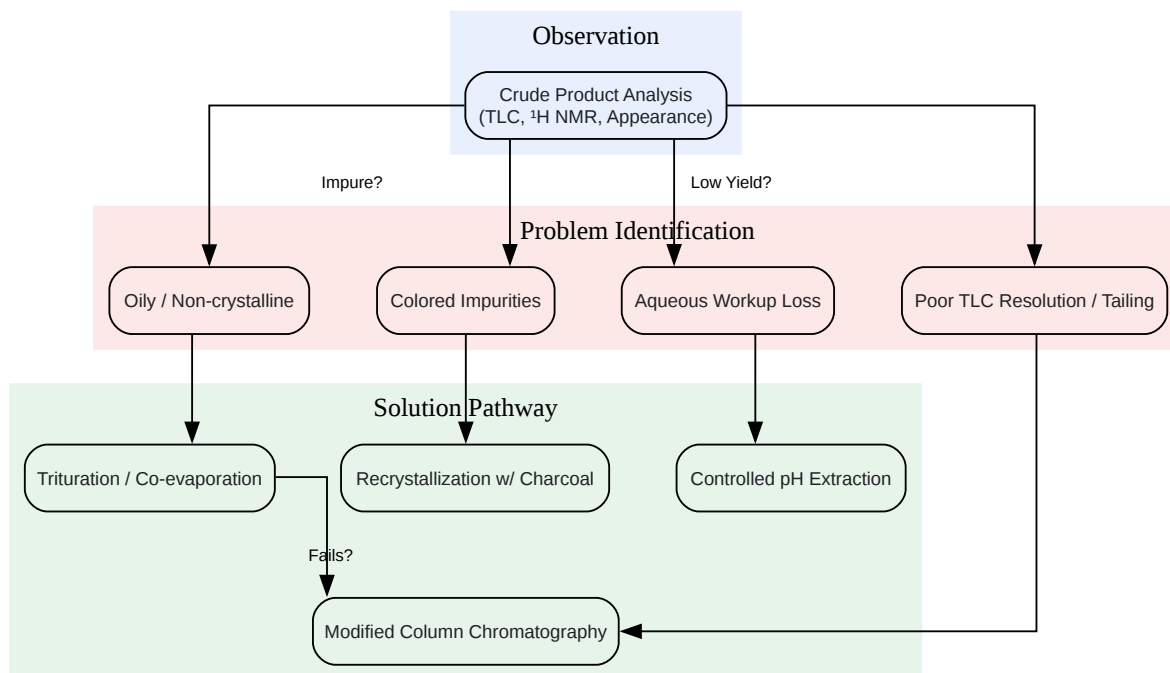 Observation
Crude Product Analysis
(TLC, ¹H NMR, Appearance)
Impure?
Low Yield?
Problem Identification
Oily / Non-crystalline
Colored Impurities
Aqueous Workup Loss
Poor TLC Resolution / Tailing
Solution Pathway
Trituration / Co-evaporation
Recrystallization w/ Charcoal
Controlled pH Extraction
Fails?
Modified Column Chromatography